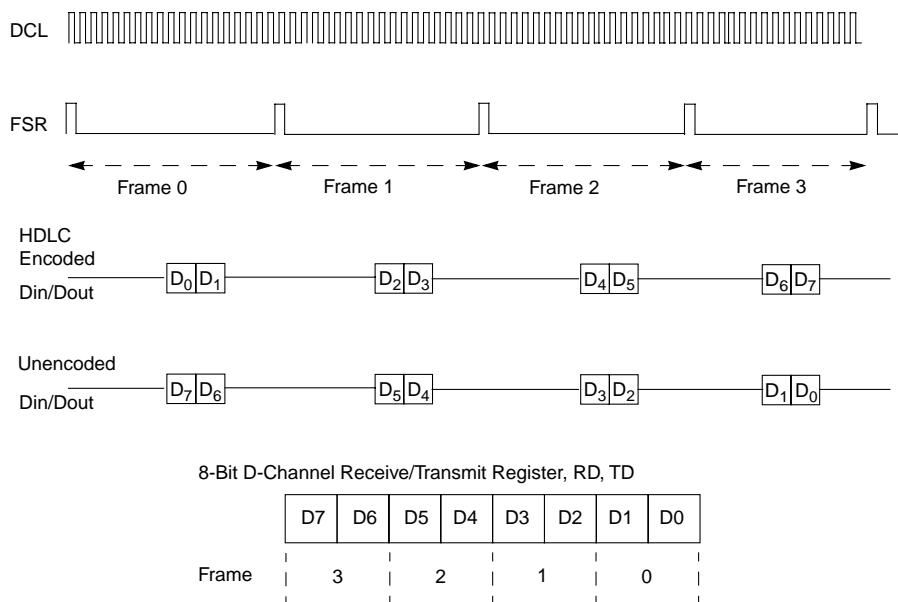 DCL
FSR
Frame 0 Frame 1 Frame 2 Frame 3
HDLC
Encoded
Din/Dout
D0 D1 D2 D3 D4 D5 D6 D7
Unencoded
Din/Dout
D7 D6 D5 D4 D3 D2 D1 D0
8-Bit D-Channel Receive/Transmit Register, RD, TD
D7 D6 D5 D4 D3 D2 D1 D0
Frame 3 2 1 0